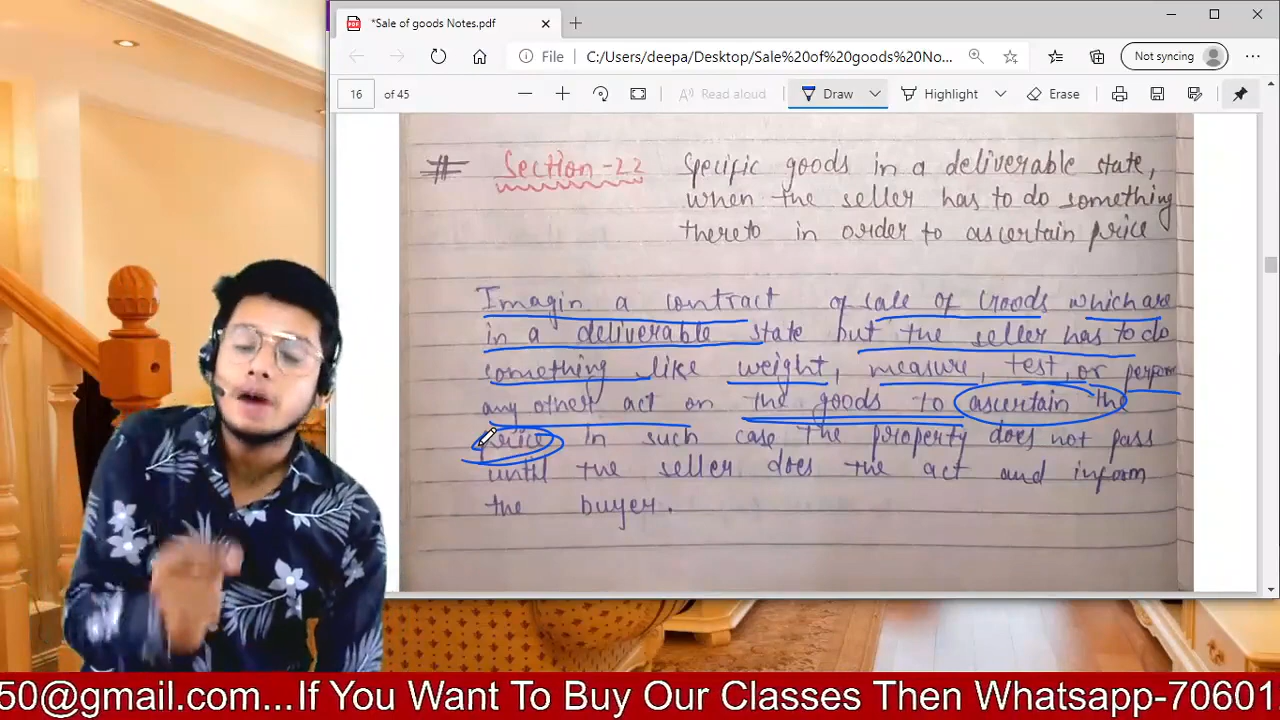 *Sale of goods Notes.pdf
File
C:/Users/deepa/Desktop/Sale%20of%20goods%20No...
Not syncing
16 of 45
Read aloud
Draw
Highlight
Erase
# Section-22 Specific goods in a deliverable state,
when the seller has to do something
thereto in order to ascertain price
Imagin a contract of sale of Goods which are
in a deliverable state but the seller has to do
something like weight, measure, test, or perform
any other act on the goods to ascertain the
price in such case the property does not pass
until the seller does the act and inform
the buyer.
50@gmail.com...If You Want To Buy Our Classes Then Whatsapp-70601